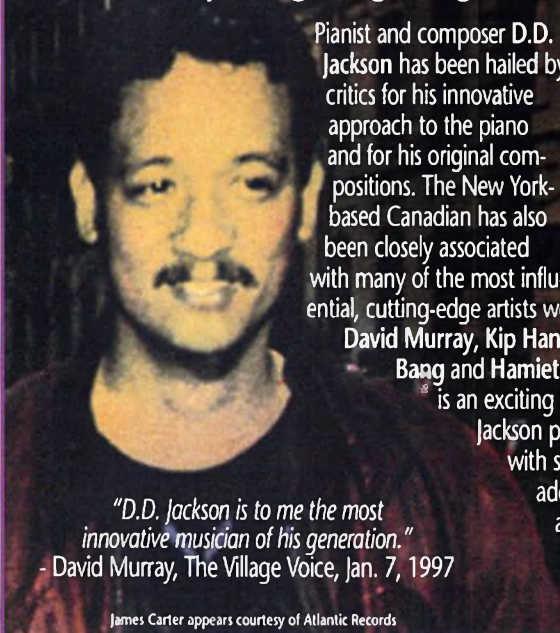 Pianist and composer D.D.
Jackson has been hailed by
critics for his innovative
approach to the piano
and for his original com-
positions. The New York-
based Canadian has also
been closely associated
with many of the most influ-
ential, cutting-edge artists
David Murray, Kip
Bang and Hamiet
is an exciting
Jackson
with
"D.D. Jackson is to me the most
innovative musician of his generation."
- David Murray, The Village Voice, Jan. 7, 1997
James Carter appears courtesy of Atlantic Records